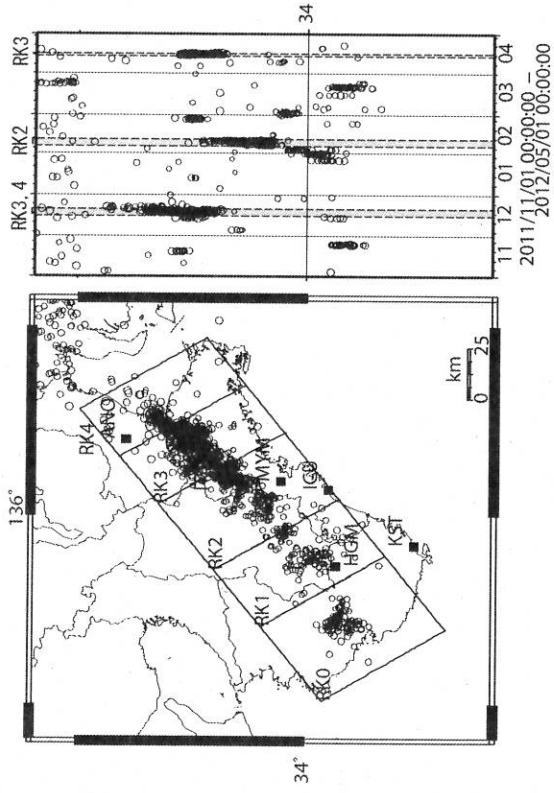 136°
34°
RK4
ANO
RK3
MYM
IGU
RK2
RK1
HGM
KST
RK0
km
0 25
RK3, 4
RK2
RK3
34
11 12 01 02 03 04
2011/11/01 00:00:00 –
2012/05/01 00:00:00